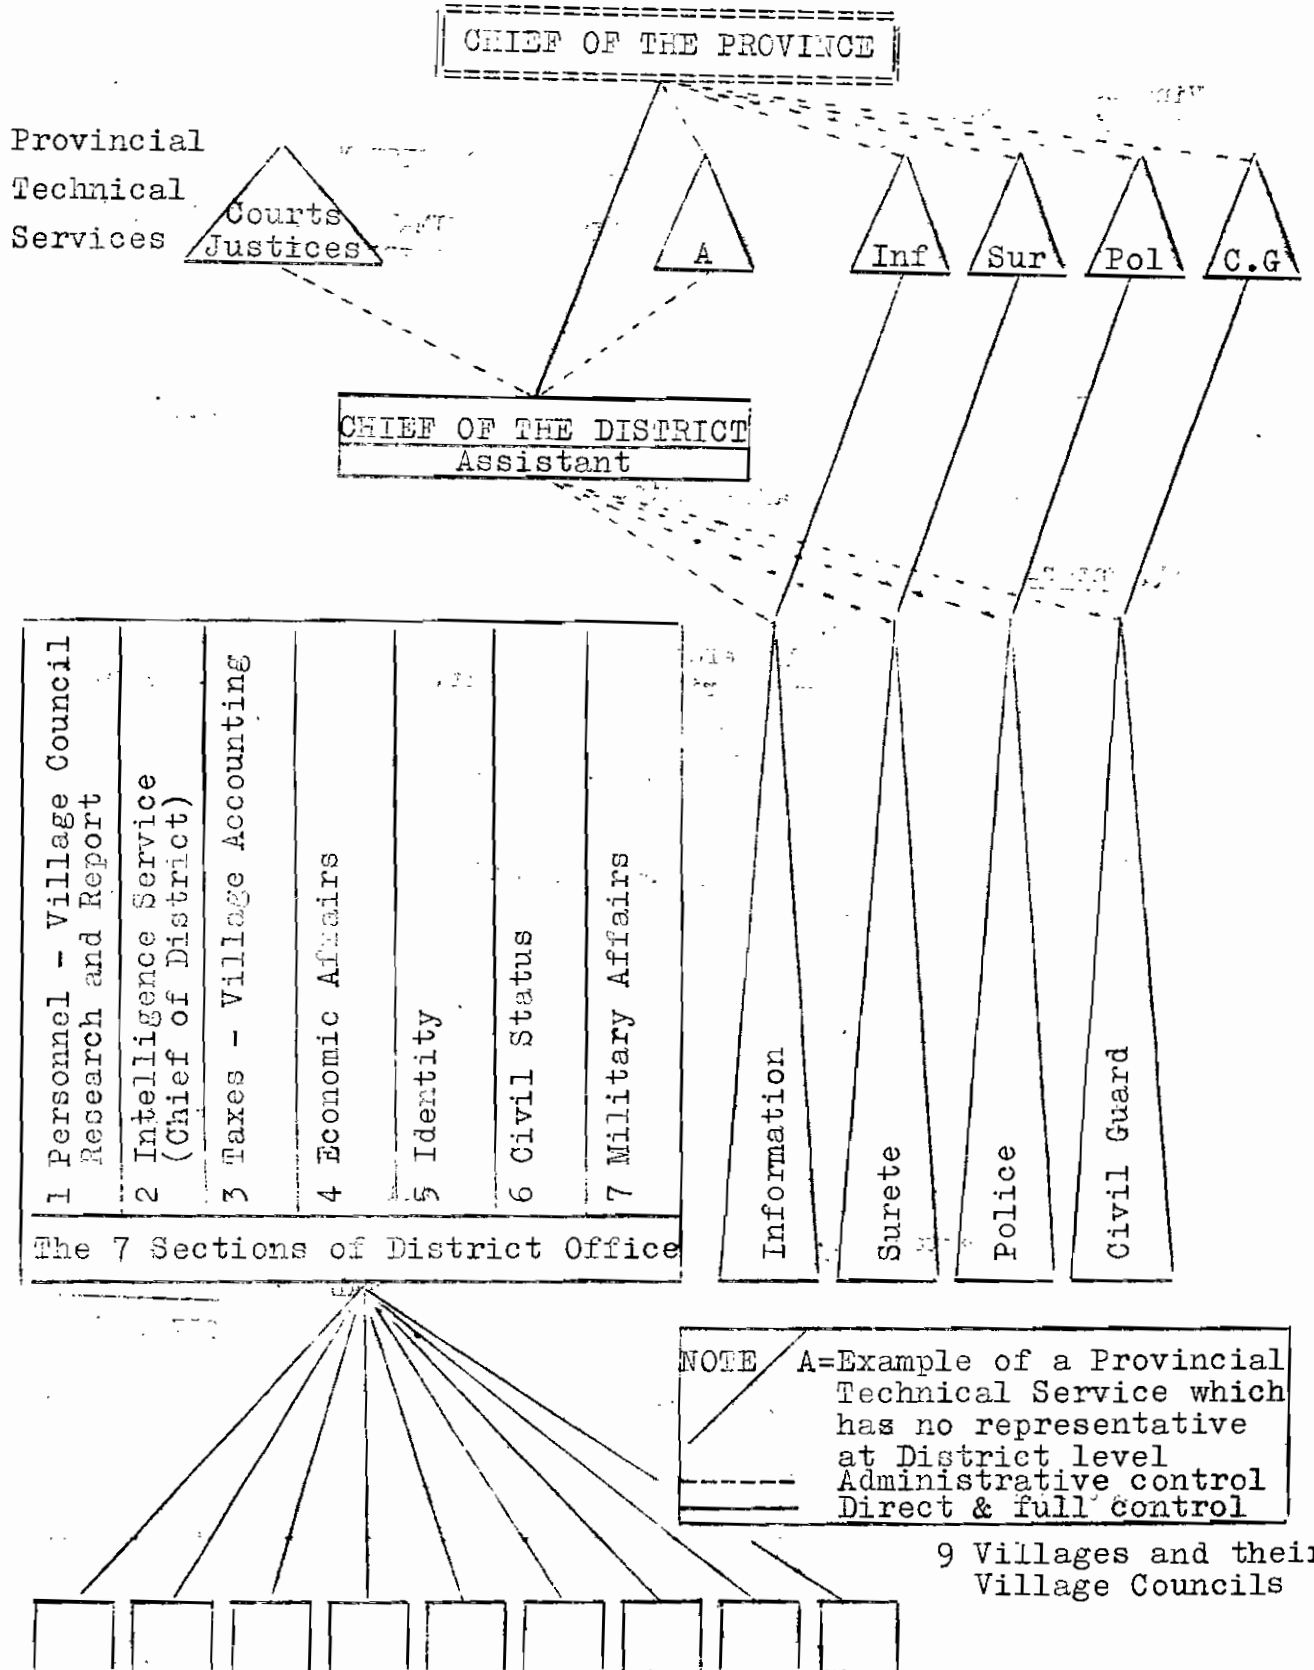 CHIEF OF THE PROVINCE
Provincial
Technical
Services
Courts
Justices
A
Inf
Sur
Pol
C.G
CHIEF OF THE DISTRICT
Assistant
1 Personnel - Village Council
Research and Report
2 Intelligence Service
(Chief of District)
3 Taxes - Village Accounting
4 Economic Affairs
5 Identity
6 Civil Status
7 Military Affairs
The 7 Sections of District Office
Information
Surete
Police
Civil Guard
NOTE A=Example of a Provincial
Technical Service which
has no representative
at District level
Administrative control
Direct & full control
9 Villages and their
Village Councils